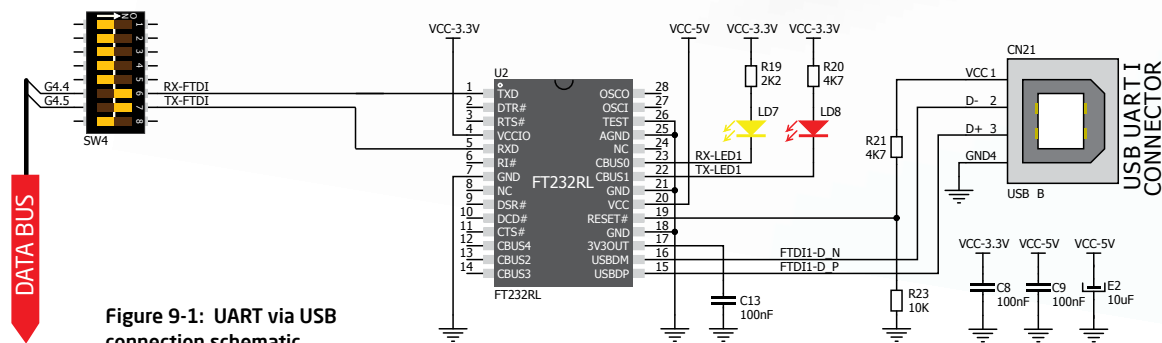 ON
1
2
3
4
5
6
7
8
SW4
G4.4
G4.5
RX-FTDI
TX-FTDI
DATA BUS
VCC-3.3V
U2
1 TXD
2 DTR#
3 RTS#
4 VCCIO
5 RXD
6 RI#
7 GND
8 NC
9 DSR#
10 DCD#
11 CTS#
12 CBUS4
13 CBUS2
14 CBUS3
FT232RL
OSCO 28
OSCI 27
TEST 26
AGND 25
NC 24
CBUS0 23
CBUS1 22
GND 21
VCC 20
RESET# 19
GND 18
3V3OUT 17
USBDM 16
USBDP 15
FT232RL
VCC-5V
VCC-3.3V
VCC-3.3V
R19
2K2
R20
4K7
LD7
LD8
RX-LED1
TX-LED1
R21
4K7
FTDI1-D_N
FTDI1-D_P
C13
100nF
R23
10K
CN21
VCC 1
D- 2
D+ 3
GND4
USB B
USB UART I
CONNECTOR
VCC-3.3V
C8
100nF
VCC-5V
C9
100nF
VCC-5V
E2
10uF
Figure 9-1: UART via USB
connection schematic